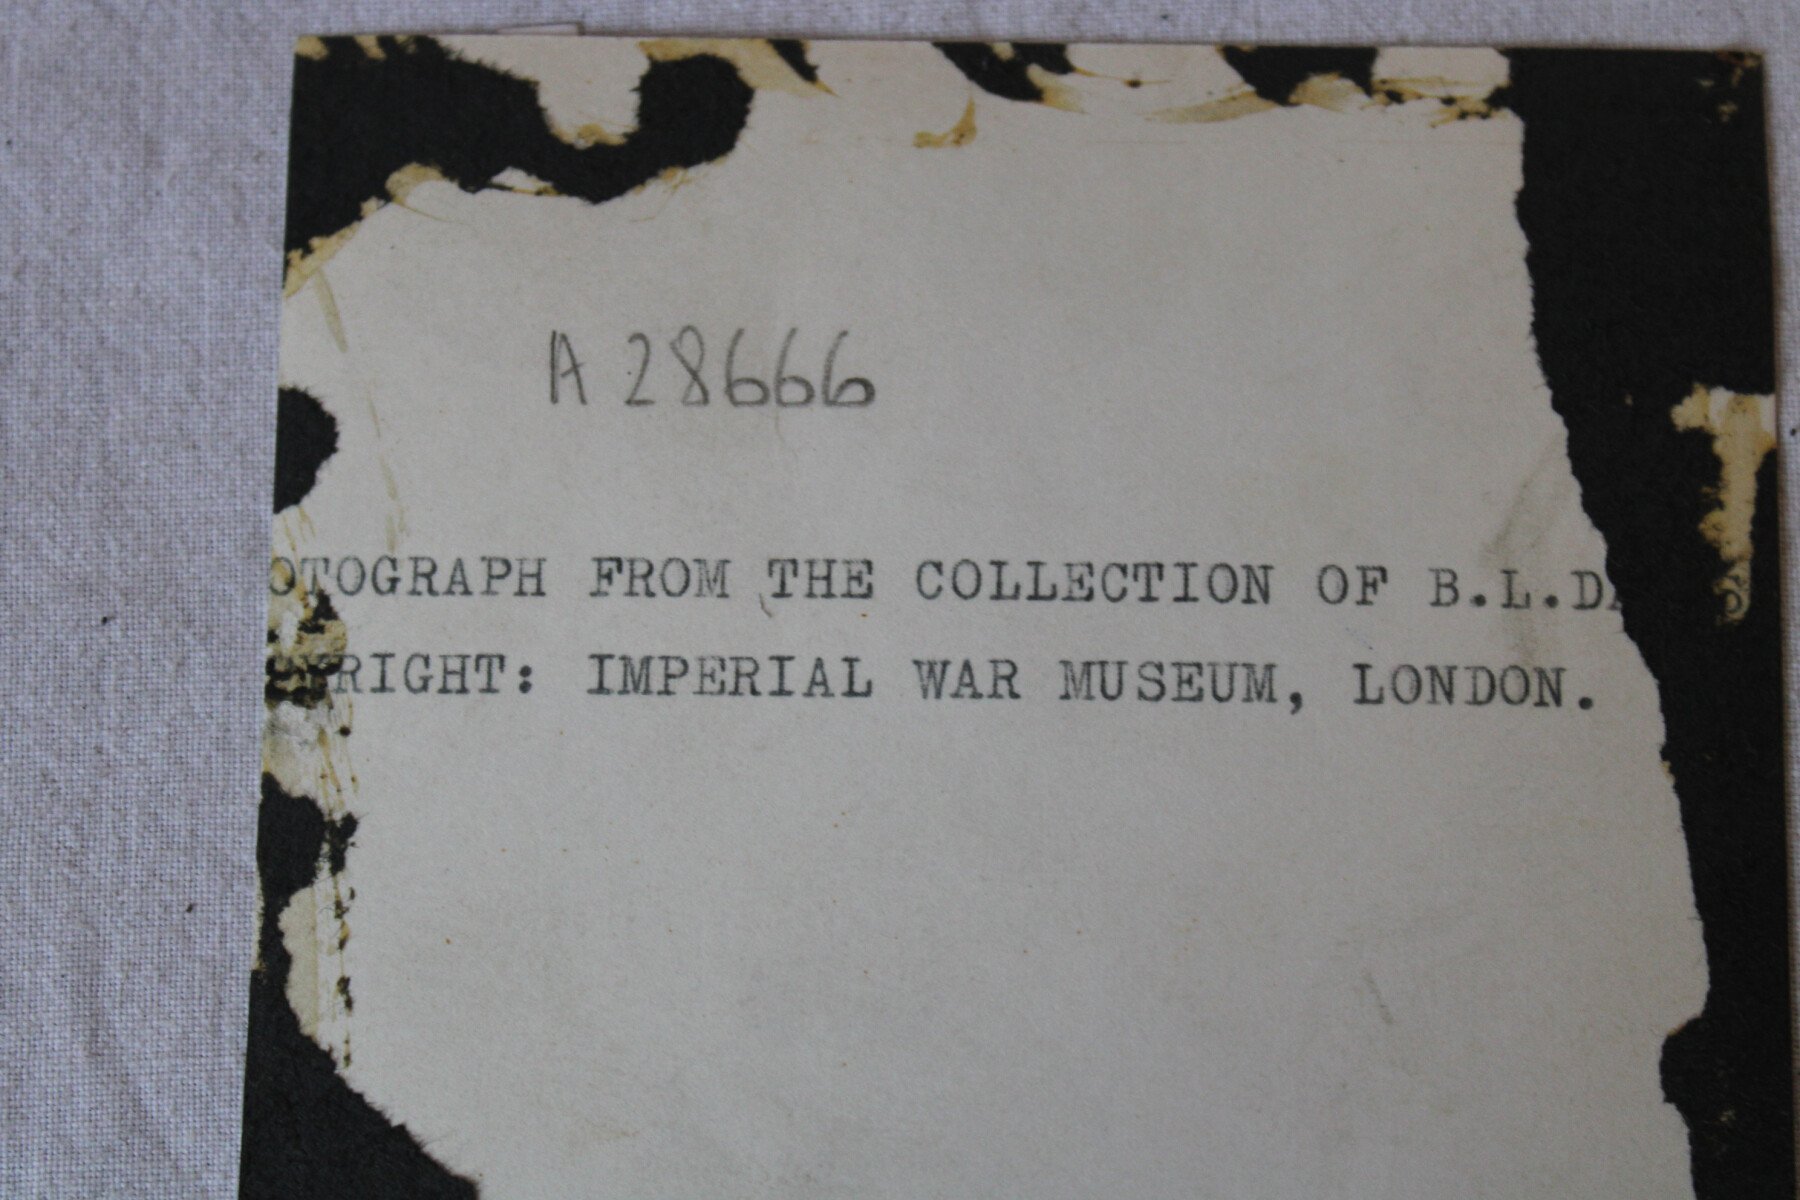 A 28666
OTOGRAPH FROM THE COLLECTION OF B.L.D
RIGHT: IMPERIAL WAR MUSEUM, LONDON.